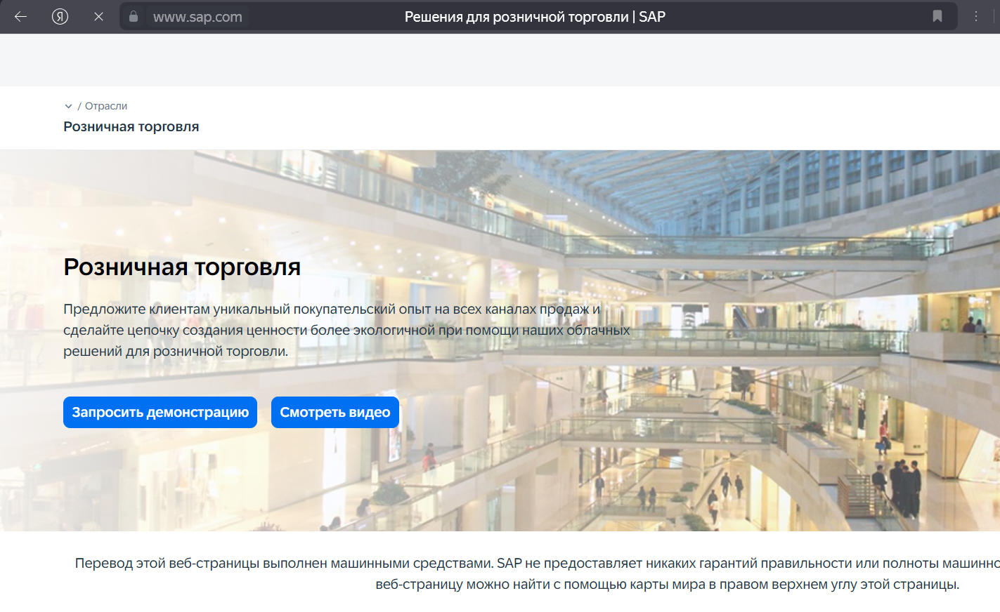 www.sap.com
Решения для розничной торговли | SAP
/ Отрасли
Розничная торговля
Розничная торговля
Предложите клиентам уникальный покупательский опыт на всех каналах продаж и
сделайте цепочку создания ценности более экологичной при помощи наших облачных
решений для розничной торговли.
Запросить демонстрацию
Смотреть видео
Перевод этой веб-страницы выполнен машинными средствами. SAP не предоставляет никаких гарантий правильности или полноты машинно
веб-страницу можно найти с помощью карты мира в правом верхнем углу этой страницы.